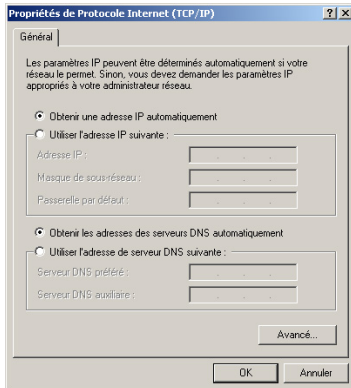 Propriétés de Protocole Internet (TCP/IP)
Général
Les paramètres IP peuvent être déterminés automatiquement si votre
réseau le permet. Sinon, vous devez demander les paramètres IP
appropriés à votre administrateur réseau.
Obtenir une adresse IP automatiquement
Utiliser l'adresse IP suivante :
Adresse IP :
Masque de sous-réseau :
Passerelle par défaut :
Obtenir les adresses des serveurs DNS automatiquement
Utiliser l'adresse de serveur DNS suivante :
Serveur DNS préféré :
Serveur DNS auxiliaire :
Avancé...
OK
Annuler